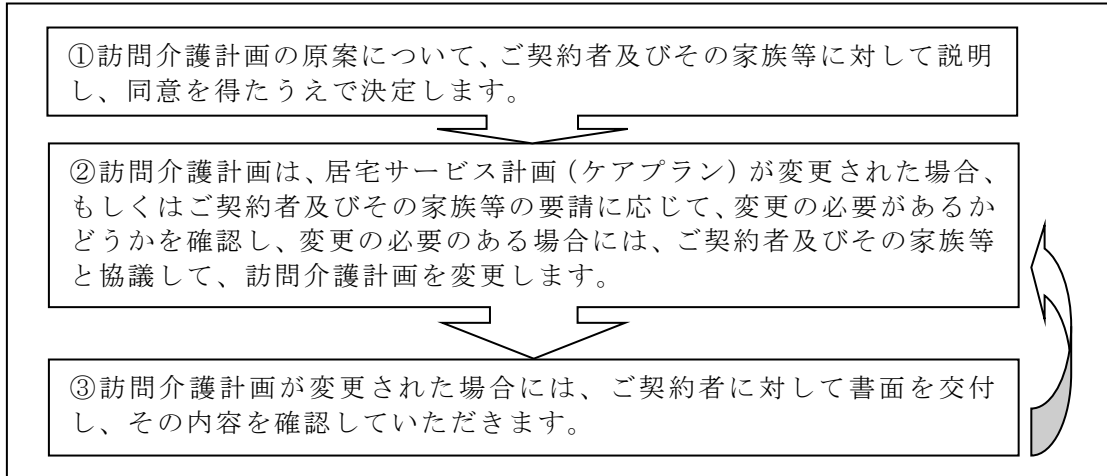 ①訪問介護計画の原案について、ご契約者及びその家族等に対して説明
し、同意を得たうえで決定します。
②訪問介護計画は、居宅サービス計画（ケアプラン）が変更された場合、
もしくはご契約者及びその家族等の要請に応じて、変更の必要があるか
どうかを確認し、変更の必要のある場合には、ご契約者及びその家族等
と協議して、訪問介護計画を変更します。
③訪問介護計画が変更された場合には、ご契約者に対して書面を交付
し、その内容を確認していただきます。